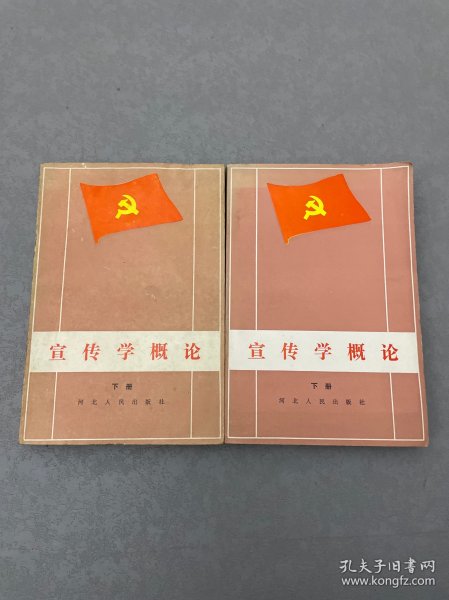 宣传学概论
下册
河北人民出版社
宣传学概论
下册
河北人民出版社
孔夫子旧书网
www.kongfz.com